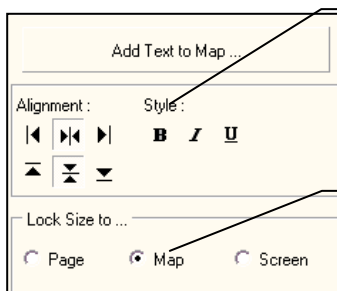 Add Text to Map ...
Alignment : Style :
B I U
Lock Size to ...
Page Map Screen